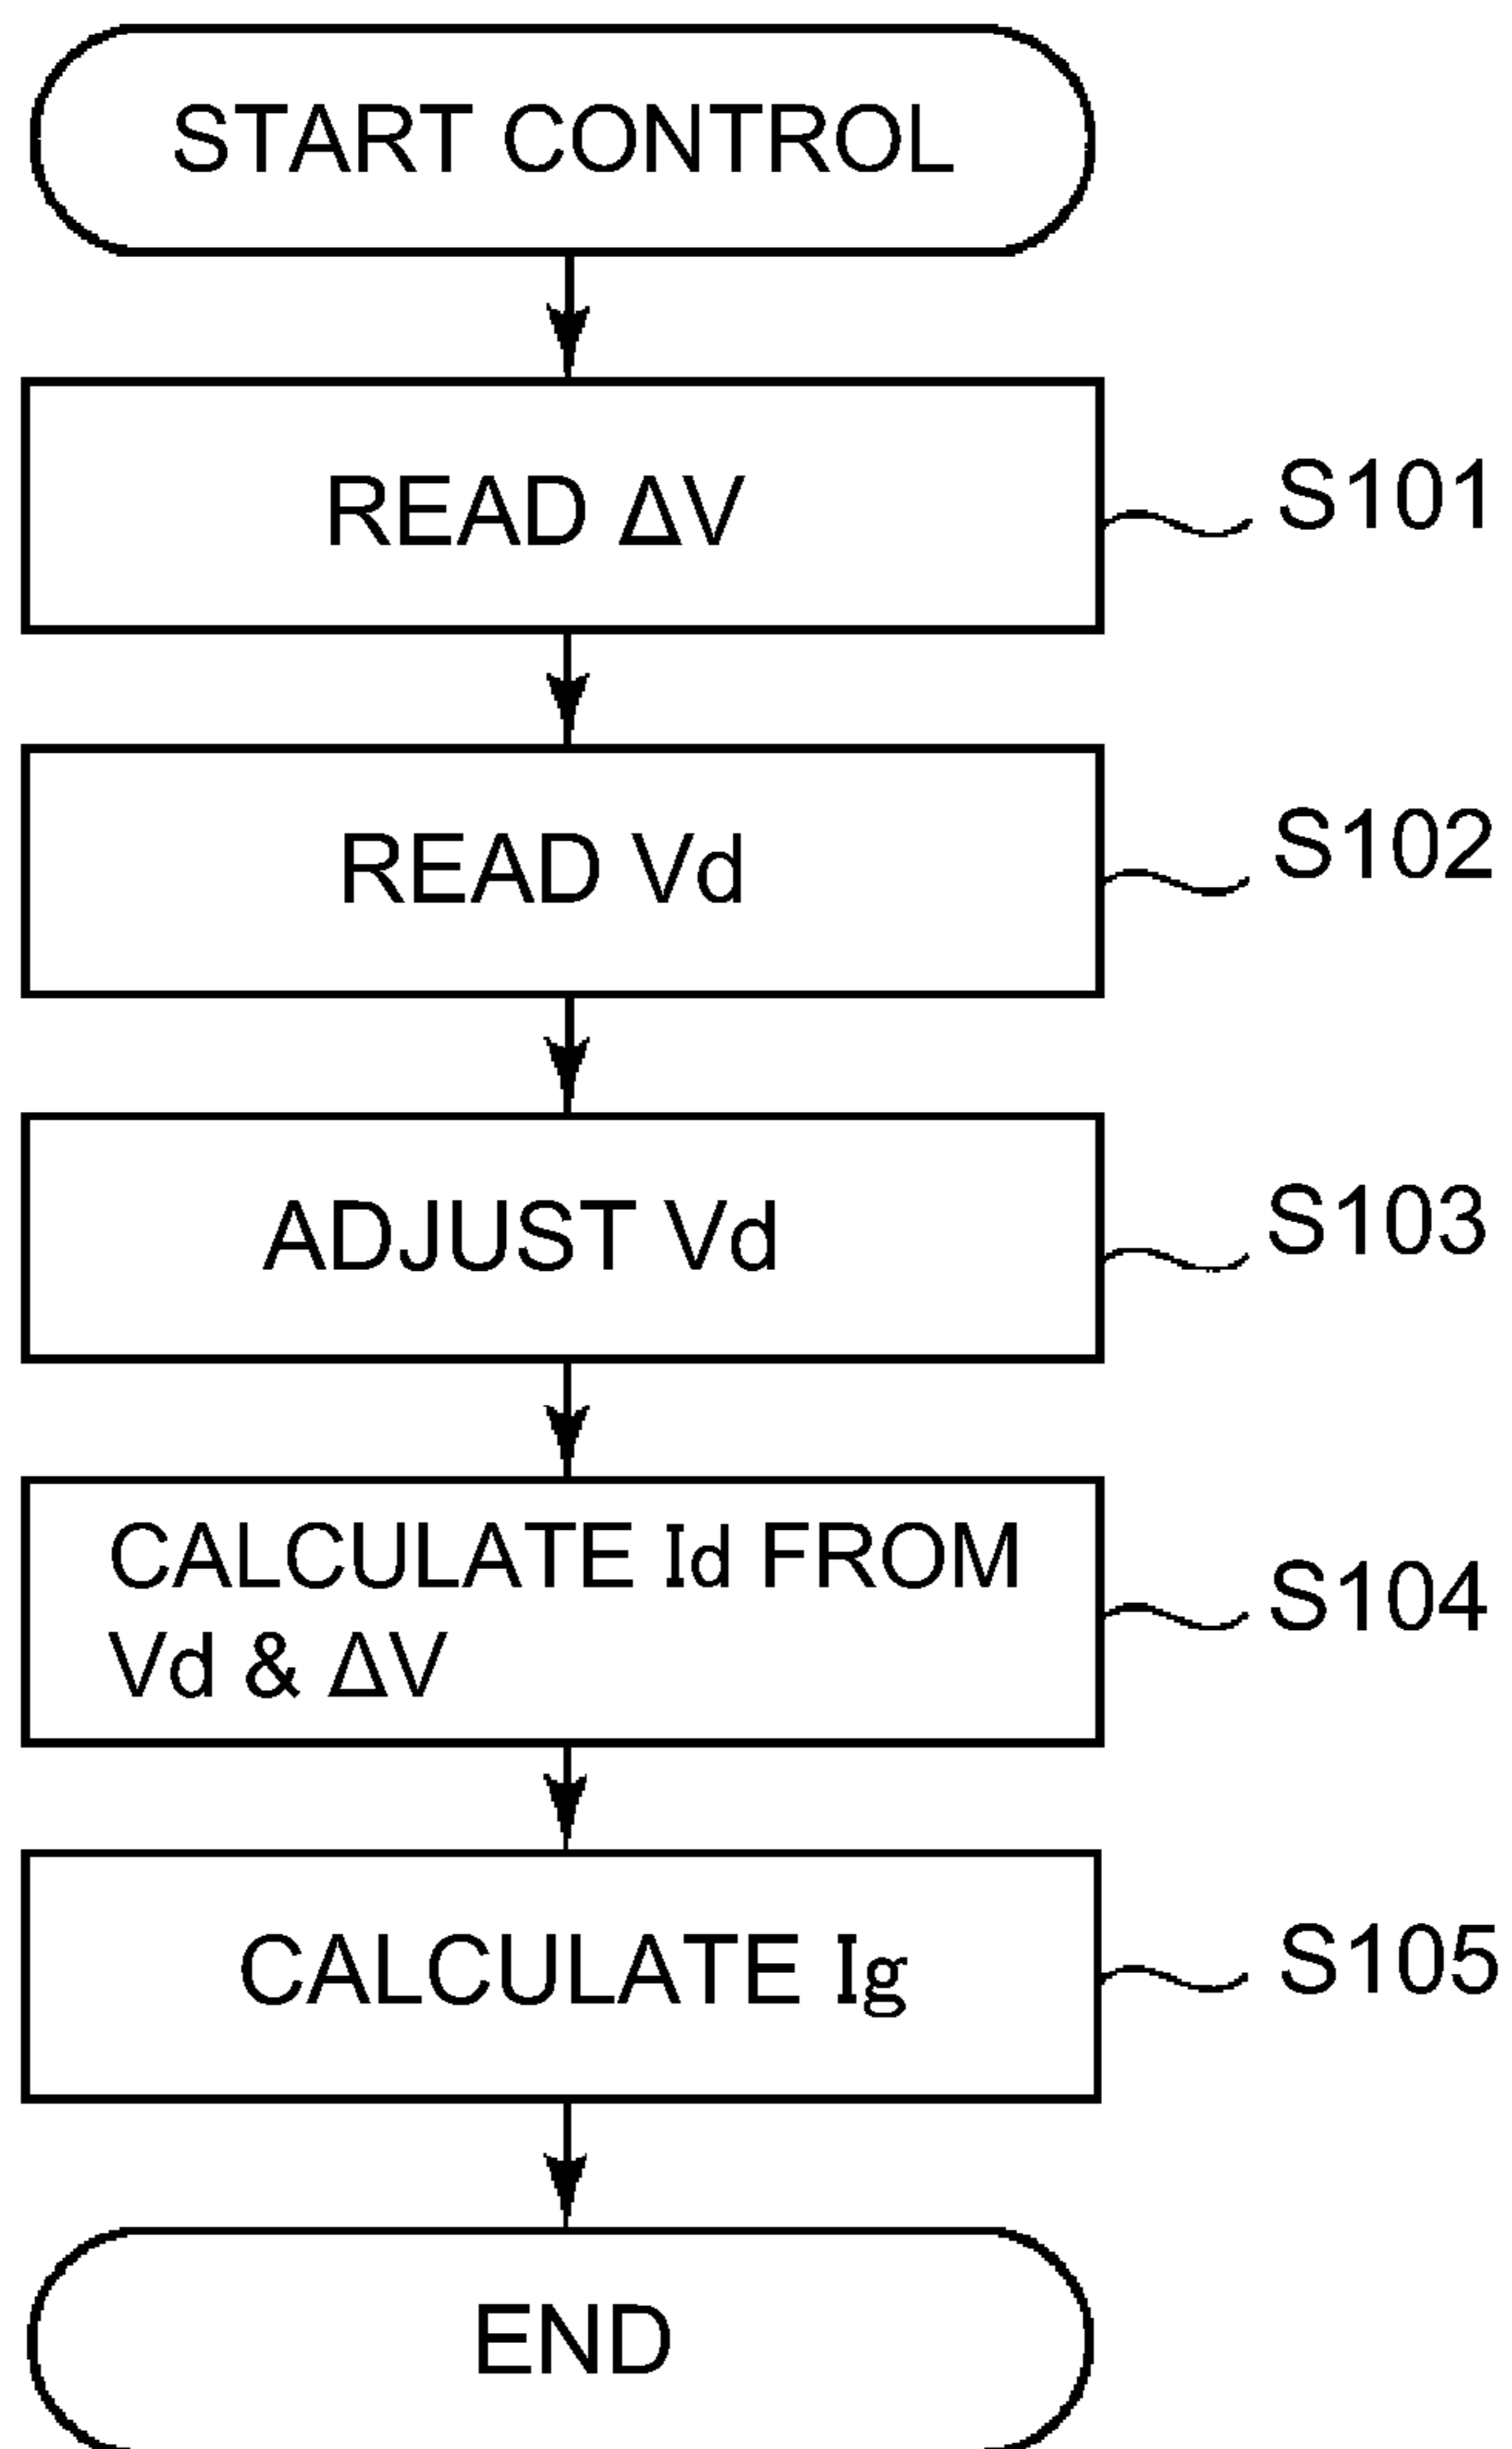 START CONTROL
READ ΔV
S101
READ Vd
S102
ADJUST Vd
S103
CALCULATE Id FROM
Vd & ΔV
S104
CALCULATE Ig
S105
END